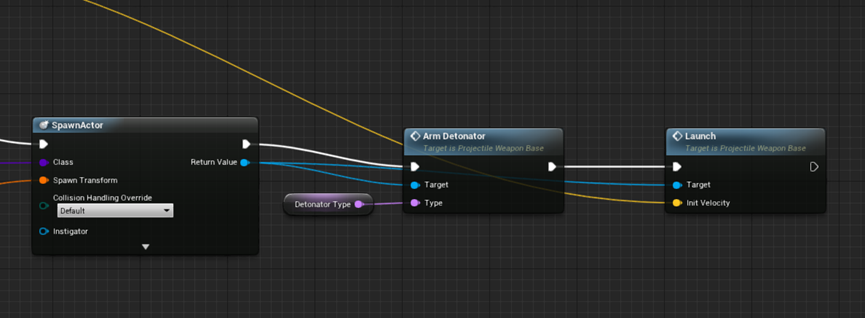 SpawnActor
Class
Return Value
Spawn Transform
Collision Handling Override
Default
Instigator
Detonator Type
Arm Detonator
Target is Projectile Weapon Base
Target
Type
Launch
Target is Projectile Weapon Base
Target
Init Velocity